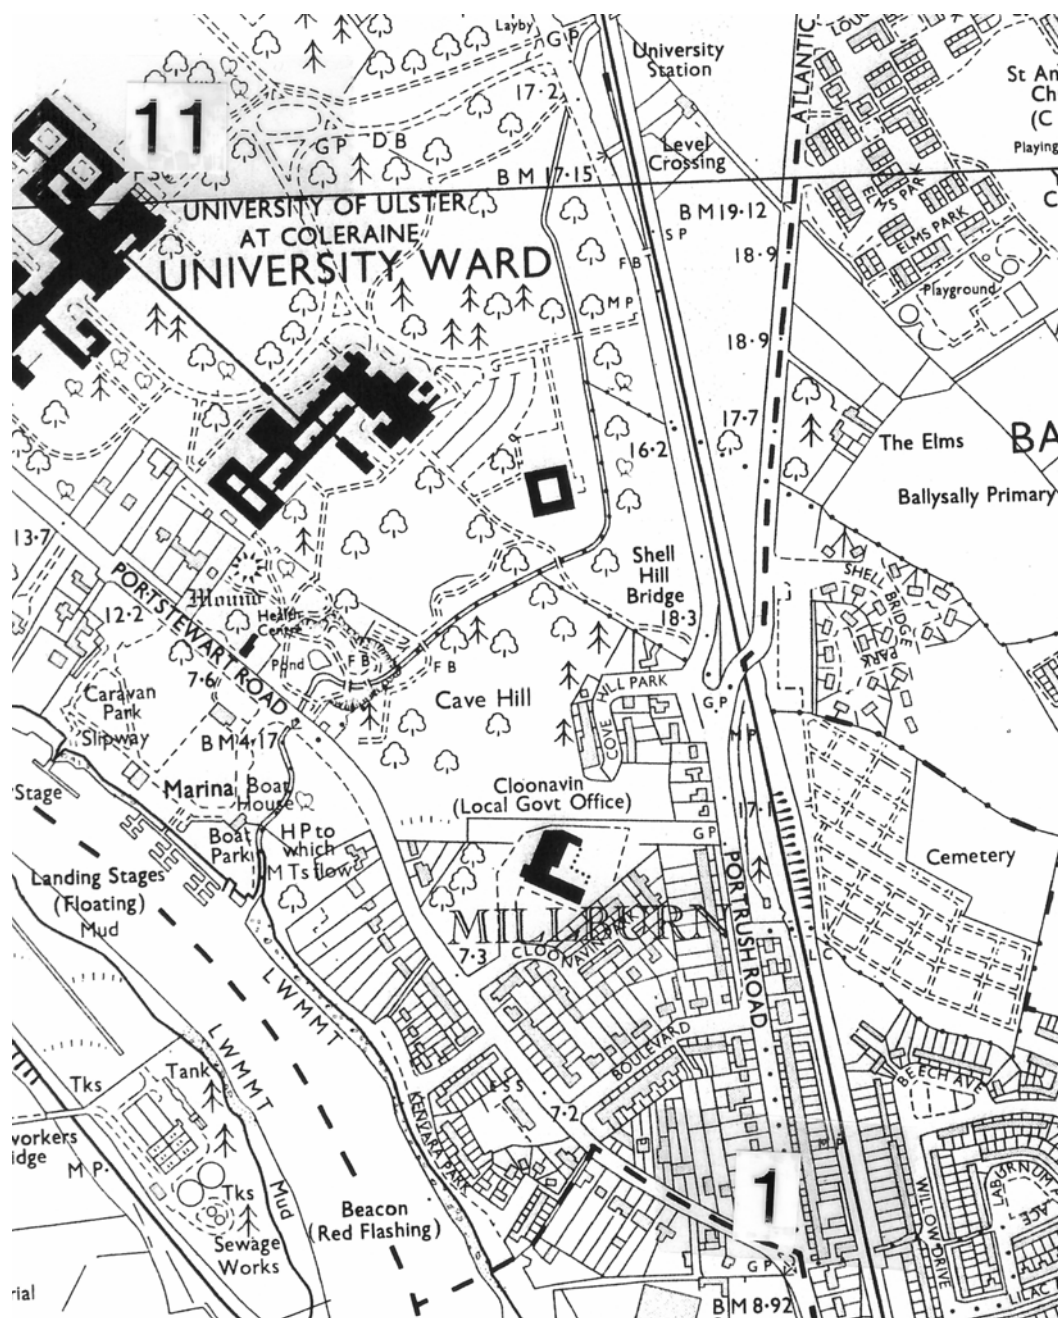 Layby
G P
ATLANTIC
University
Station
St An
Ch
(C
Playing
11
17·2
G P
D B
Level
Crossing
B M 17·15
UNIVERSITY OF ULSTER
AT COLERAINE
UNIVERSITY WARD
B M 19·12
S P
F B
18·9
ELMS PARK
ELMS PARK
M P
Playground
18·9
17·7
16·2
The Elms
BA
Ballysally Primary
13·7
PORTSTEWART ROAD
Mound
12·2
Health
Centre
Shell
Hill
Bridge
18·3
SHELL
BRIDGE
PARK
7·6
Pond
F B
F B
Caravan
Park
Slipway
Cave Hill
COVE
HILL PARK
G P
M P
B M 4·17
Stage
Marina
Boat
House
Boat
Park
H P to
which
M Ts flow
Cloonavin
(Local Govt Office)
17·1
G P
Landing Stages
(Floating)
Mud
Cemetery
MILLBURN
7·3
PORTRUSH ROAD
L C
L W M M T
L W M M T
BOULEVARD
BEECH AVE
Tks
Tank
E S S
KENVARA PARK
7·2
workers
idge
M P
Tks
Mud
Sewage
Works
Beacon
(Red Flashing)
1
WILLOW DRIVE
LABURNUM
LILAC
G P
rial
B M 8·92